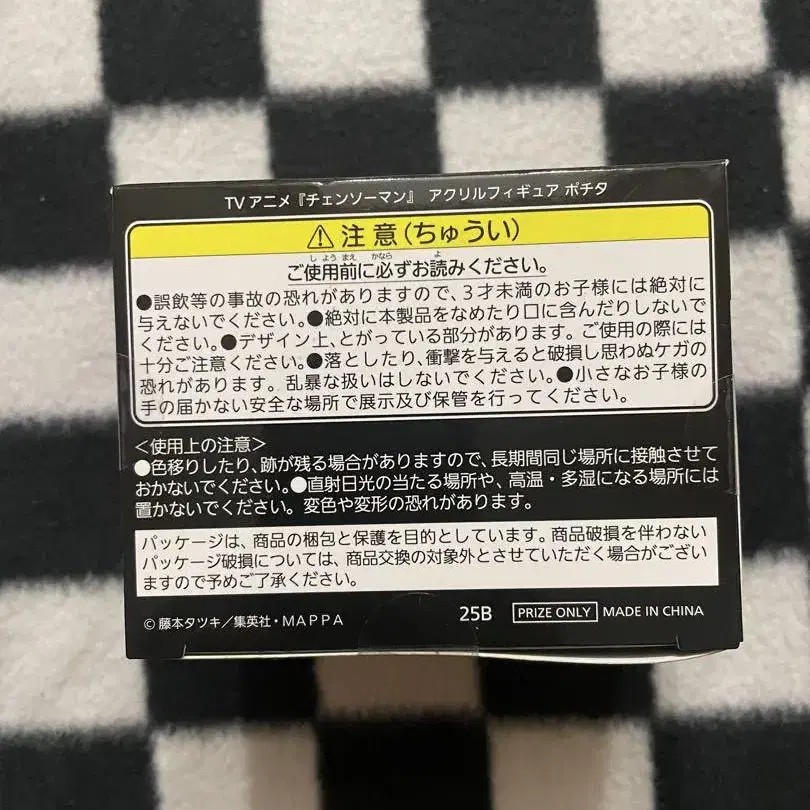 TV アニメ『チェンソーマン』 アクリルフィギュア ポチタ
⚠注意(ちゅうい)
しようまえ かなら よ
ご使用前に必ずお読みください。
●誤飲等の事故の恐れがありますので、3才未満のお子様には絶対に
与えないでください。●絶対に本製品をなめたり口に含んだりしないで
ください。●デザイン上、とがっている部分があります。ご使用の際には
十分ご注意ください。●落としたり、衝撃を与えると破損し思わぬケガの
恐れがあります。乱暴な扱いはしないでください。●小さなお子様の
手の届かない安全な場所で展示及び保管を行ってください。
<使用上の注意>
●色移りしたり、跡が残る場合がありますので、長期間同じ場所に接触させて
おかないでください。●直射日光の当たる場所や、高温・多湿になる場所には
置かないでください。変色や変形の恐れがあります。
パッケージは、商品の梱包と保護を目的としています。商品破損を伴わない
パッケージ破損については、商品交換の対象外とさせていただく場合がござい
ますので予めご了承ください。
©藤本タツキ/集英社・MAPPA 25B PRIZE ONLY MADE IN CHINA